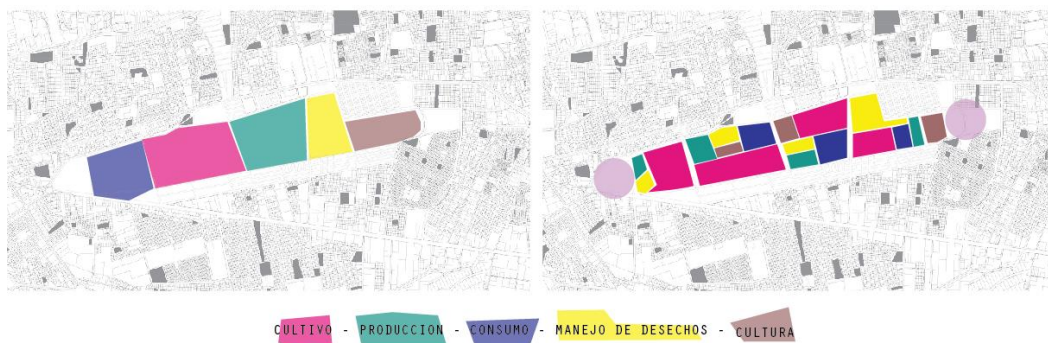 CULTIVO - PRODUCCION - CONSUMO - MANEJO DE DESECHOS - CULTURA